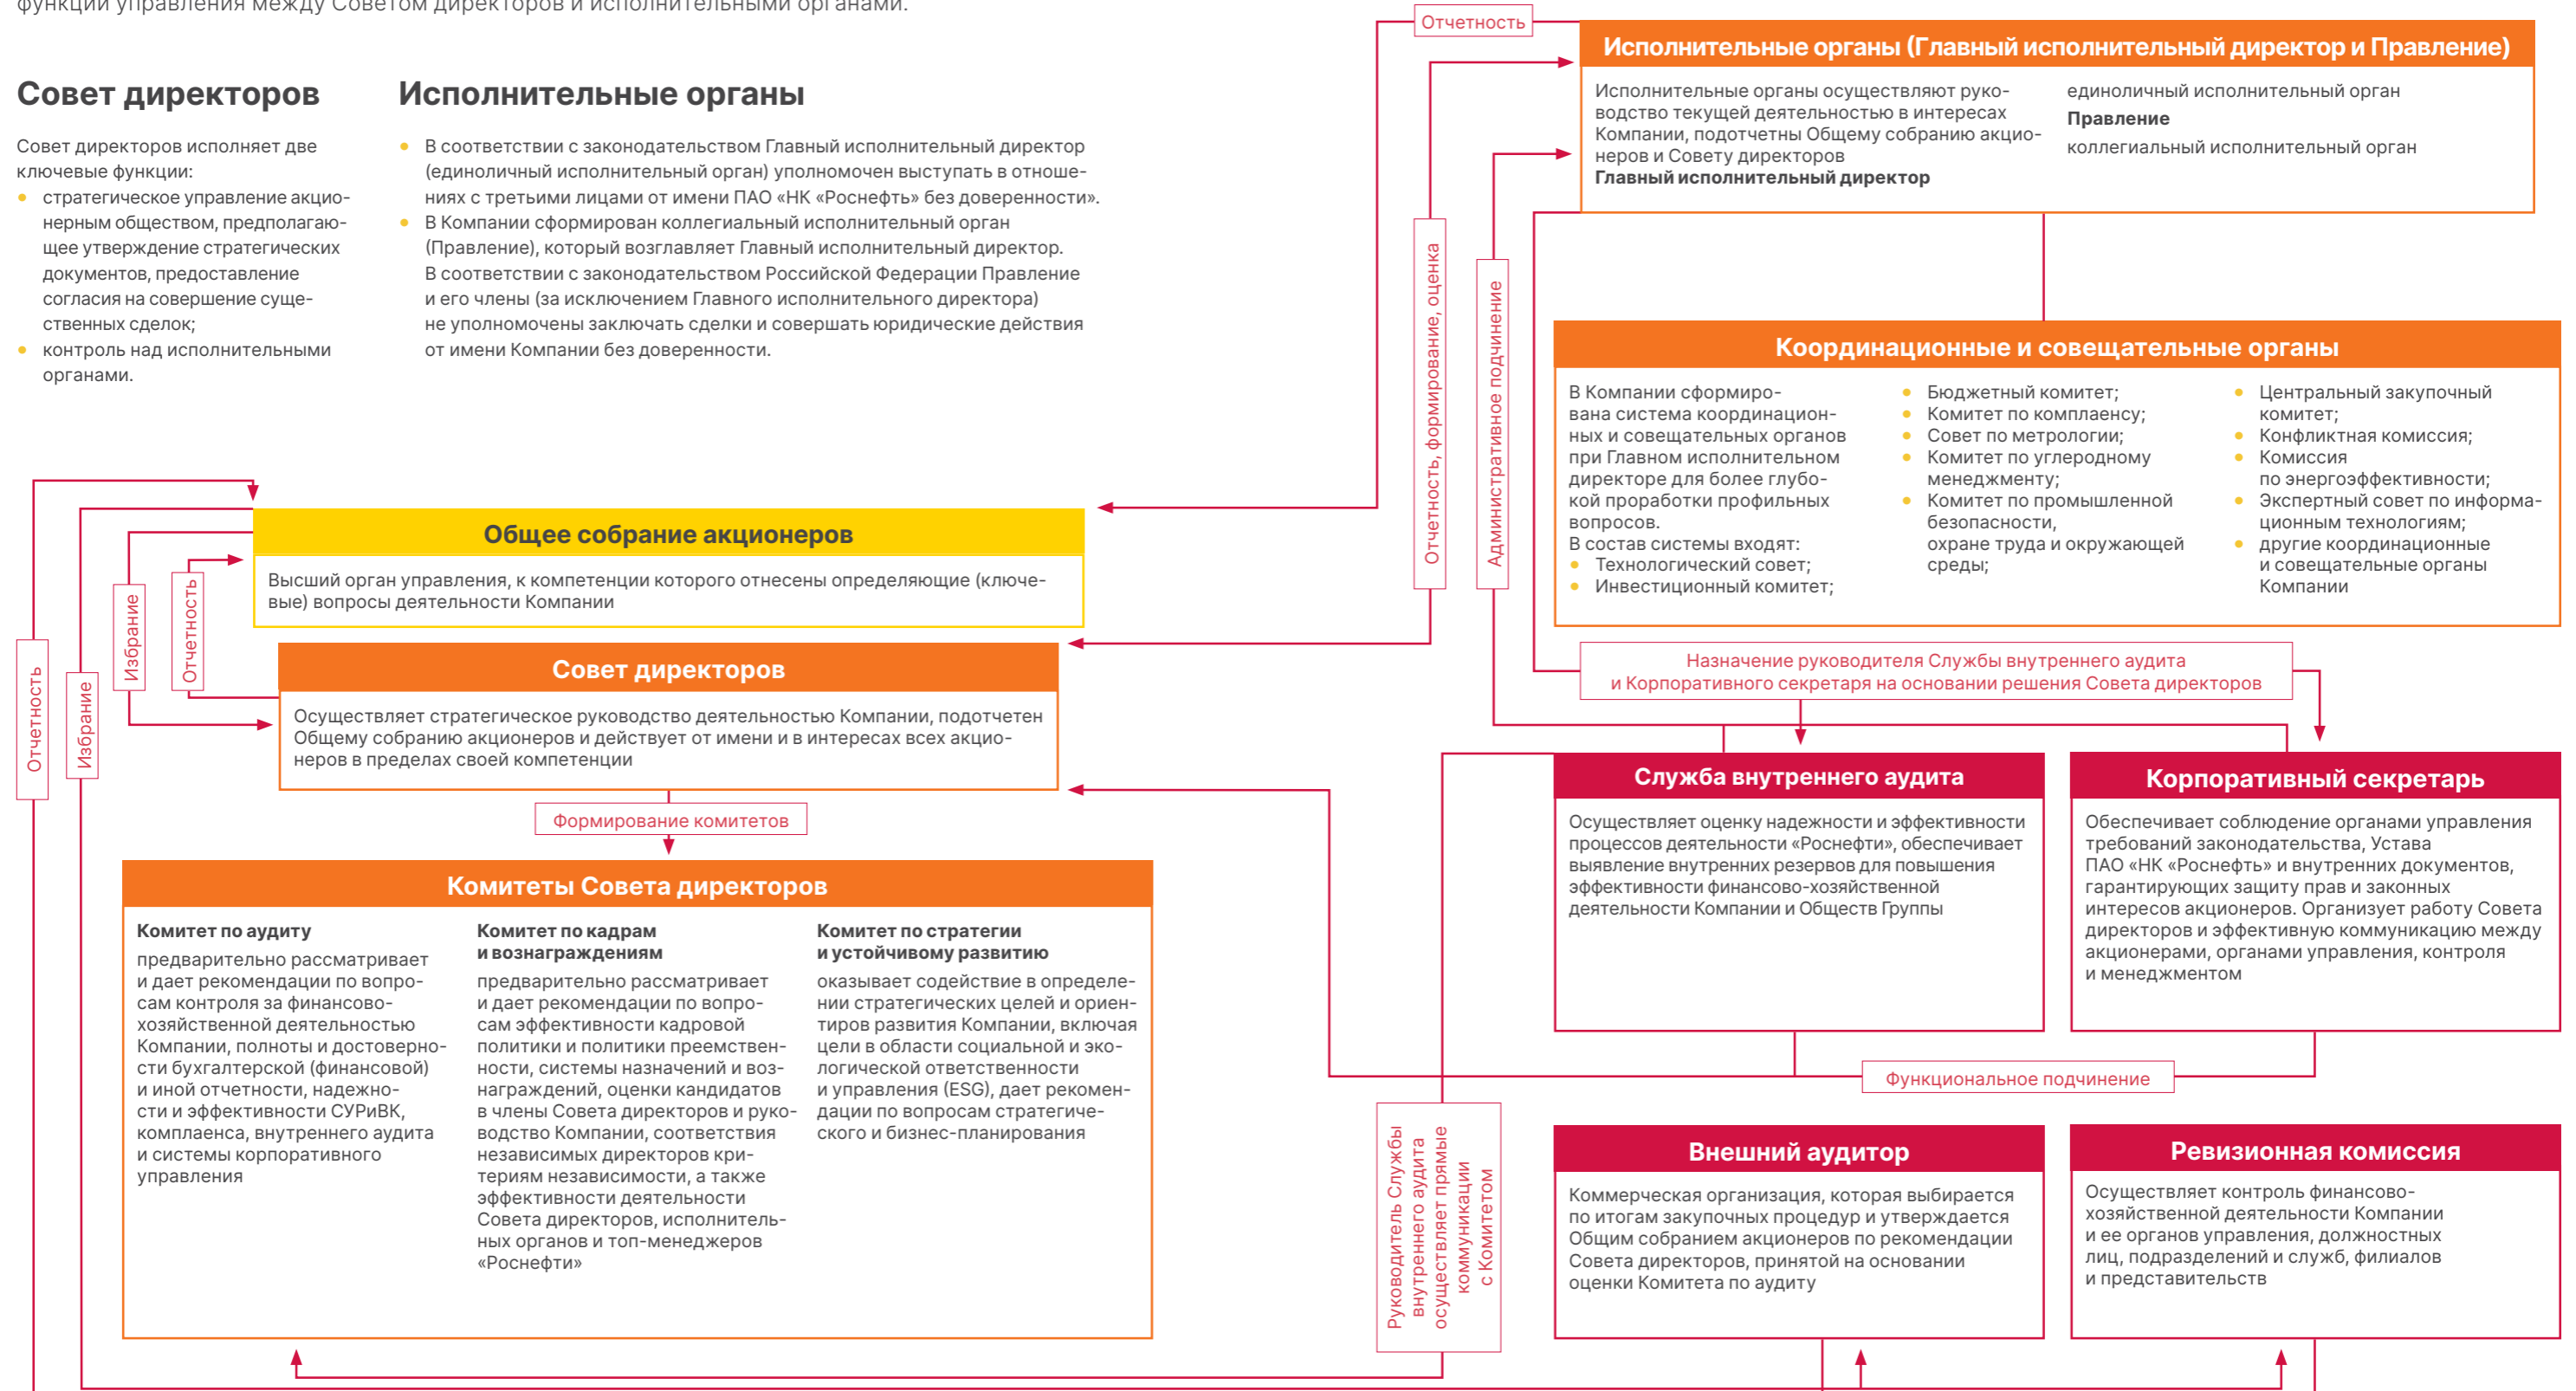 функции управления между Советом директоров и исполнительными органами.
Совет директоров
Совет директоров исполняет две
ключевые функции:
стратегическое управление акцио-
нерным обществом, предполагаю-
щее утверждение стратегических
документов, предоставление
согласия на совершение суще-
ственных сделок;
контроль над исполнительными
органами.
Исполнительные органы
В соответствии с законодательством Главный исполнительный директор
(единоличный исполнительный орган) уполномочен выступать в отноше-
ниях с третьими лицами от имени ПАО «НК «Роснефть» без доверенности».
В Компании сформирован коллегиальный исполнительный орган
(Правление), который возглавляет Главный исполнительный директор.
В соответствии с законодательством Российской Федерации Правление
и его члены (за исключением Главного исполнительного директора)
не уполномочены заключать сделки и совершать юридические действия
от имени Компании без доверенности.
Отчетность
Исполнительные органы (Главный исполнительный директор и Правление)
Исполнительные органы осуществляют руко-
водство текущей деятельностью в интересах
Компании, подотчетны Общему собранию акцио-
неров и Совету директоров
Главный исполнительный директор
единоличный исполнительный орган
Правление
коллегиальный исполнительный орган
Отчетность, формирование, оценка
Административное подчинение
Координационные и совещательные органы
В Компании сформиро-
вана система координацион-
ных и совещательных органов
при Главном исполнительном
директоре для более глубо-
кой проработки профильных
вопросов.
В состав системы входят:
Технологический совет;
Инвестиционный комитет;
Бюджетный комитет;
Комитет по комплаенсу;
Совет по метрологии;
Комитет по углеродному
менеджменту;
Комитет по промышленной
безопасности,
охране труда и окружающей
среды;
Центральный закупочный
комитет;
Конфликтная комиссия;
Комиссия
по энергоэффективности;
Экспертный совет по информа-
ционным технологиям;
другие координационные
и совещательные органы
Компании
Отчетность
Избрание
Избрание
Отчетность
Общее собрание акционеров
Высший орган управления, к компетенции которого отнесены определяющие (ключе-
вые) вопросы деятельности Компании
Совет директоров
Осуществляет стратегическое руководство деятельностью Компании, подотчетен
Общему собранию акционеров и действует от имени и в интересах всех акцио-
неров в пределах своей компетенции
Формирование комитетов
Комитеты Совета директоров
Комитет по аудиту
предварительно рассматривает
и дает рекомендации по вопро-
сам контроля за финансово-
хозяйственной деятельностью
Компании, полноты и достоверно-
сти бухгалтерской (финансовой)
и иной отчетности, надежно-
сти и эффективности СУРиВК,
комплаенса, внутреннего аудита
и системы корпоративного
управления
Комитет по кадрам
и вознаграждениям
предварительно рассматривает
и дает рекомендации по вопро-
сам эффективности кадровой
политики и политики преемствен-
ности, системы назначений и воз-
награждений, оценки кандидатов
в члены Совета директоров и руко-
водство Компании, соответствия
независимых директоров кри-
териям независимости, а также
эффективности деятельности
Совета директоров, исполнитель-
ных органов и топ-менеджеров
«Роснефти»
Комитет по стратегии
и устойчивому развитию
оказывает содействие в определе-
нии стратегических целей и ориен-
тиров развития Компании, включая
цели в области социальной и эко-
логической ответственности
и управления (ESG), дает рекомен-
дации по вопросам стратегиче-
ского и бизнес-планирования
Назначение руководителя Службы внутреннего аудита
и Корпоративного секретаря на основании решения Совета директоров
Служба внутреннего аудита
Осуществляет оценку надежности и эффективности
процессов деятельности «Роснефти», обеспечивает
выявление внутренних резервов для повышения
эффективности финансово-хозяйственной
деятельности Компании и Обществ Группы
Корпоративный секретарь
Обеспечивает соблюдение органами управления
требований законодательства, Устава
ПАО «НК «Роснефть» и внутренних документов,
гарантирующих защиту прав и законных
интересов акционеров. Организует работу Совета
директоров и эффективную коммуникацию между
акционерами, органами управления, контроля
и менеджментом
Функциональное подчинение
Руководитель Службы
внутреннего аудита
осуществляет прямые
коммуникации
с Комитетом
Внешний аудитор
Коммерческая организация, которая выбирается
по итогам закупочных процедур и утверждается
Общим собранием акционеров по рекомендации
Совета директоров, принятой на основании
оценки Комитета по аудиту
Ревизионная комиссия
Осуществляет контроль финансово-
хозяйственной деятельности Компании
и ее органов управления, должностных
лиц, подразделений и служб, филиалов
и представительств